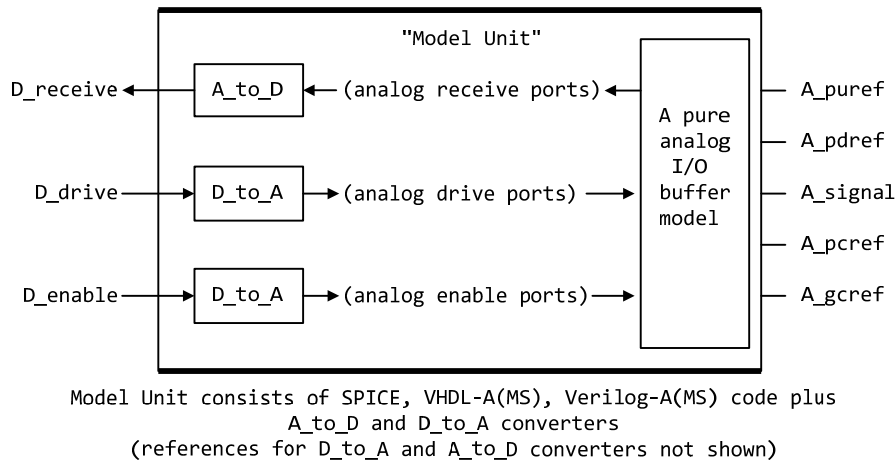 "Model Unit"
D_receive A_to_D (analog receive ports) A_puref
A pure
analog
I/O
buffer
model
A_pdref
D_drive D_to_A (analog drive ports) A_signal
A_pcref
D_enable D_to_A (analog enable ports) A_gcref
Model Unit consists of SPICE, VHDL-A(MS), Verilog-A(MS) code plus
A_to_D and D_to_A converters
(references for D_to_A and A_to_D converters not shown)